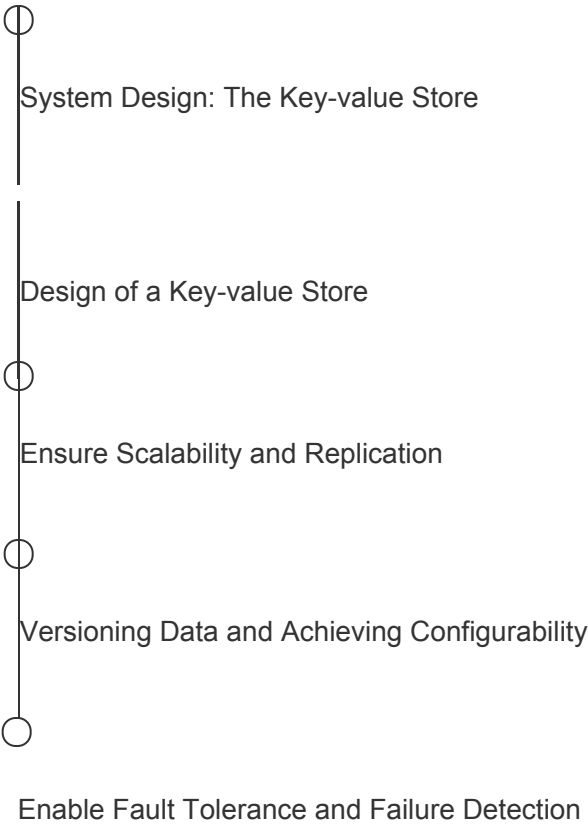 System Design: The Key-value Store
Design of a Key-value Store
Ensure Scalability and Replication
Versioning Data and Achieving Configurability
Enable Fault Tolerance and Failure Detection